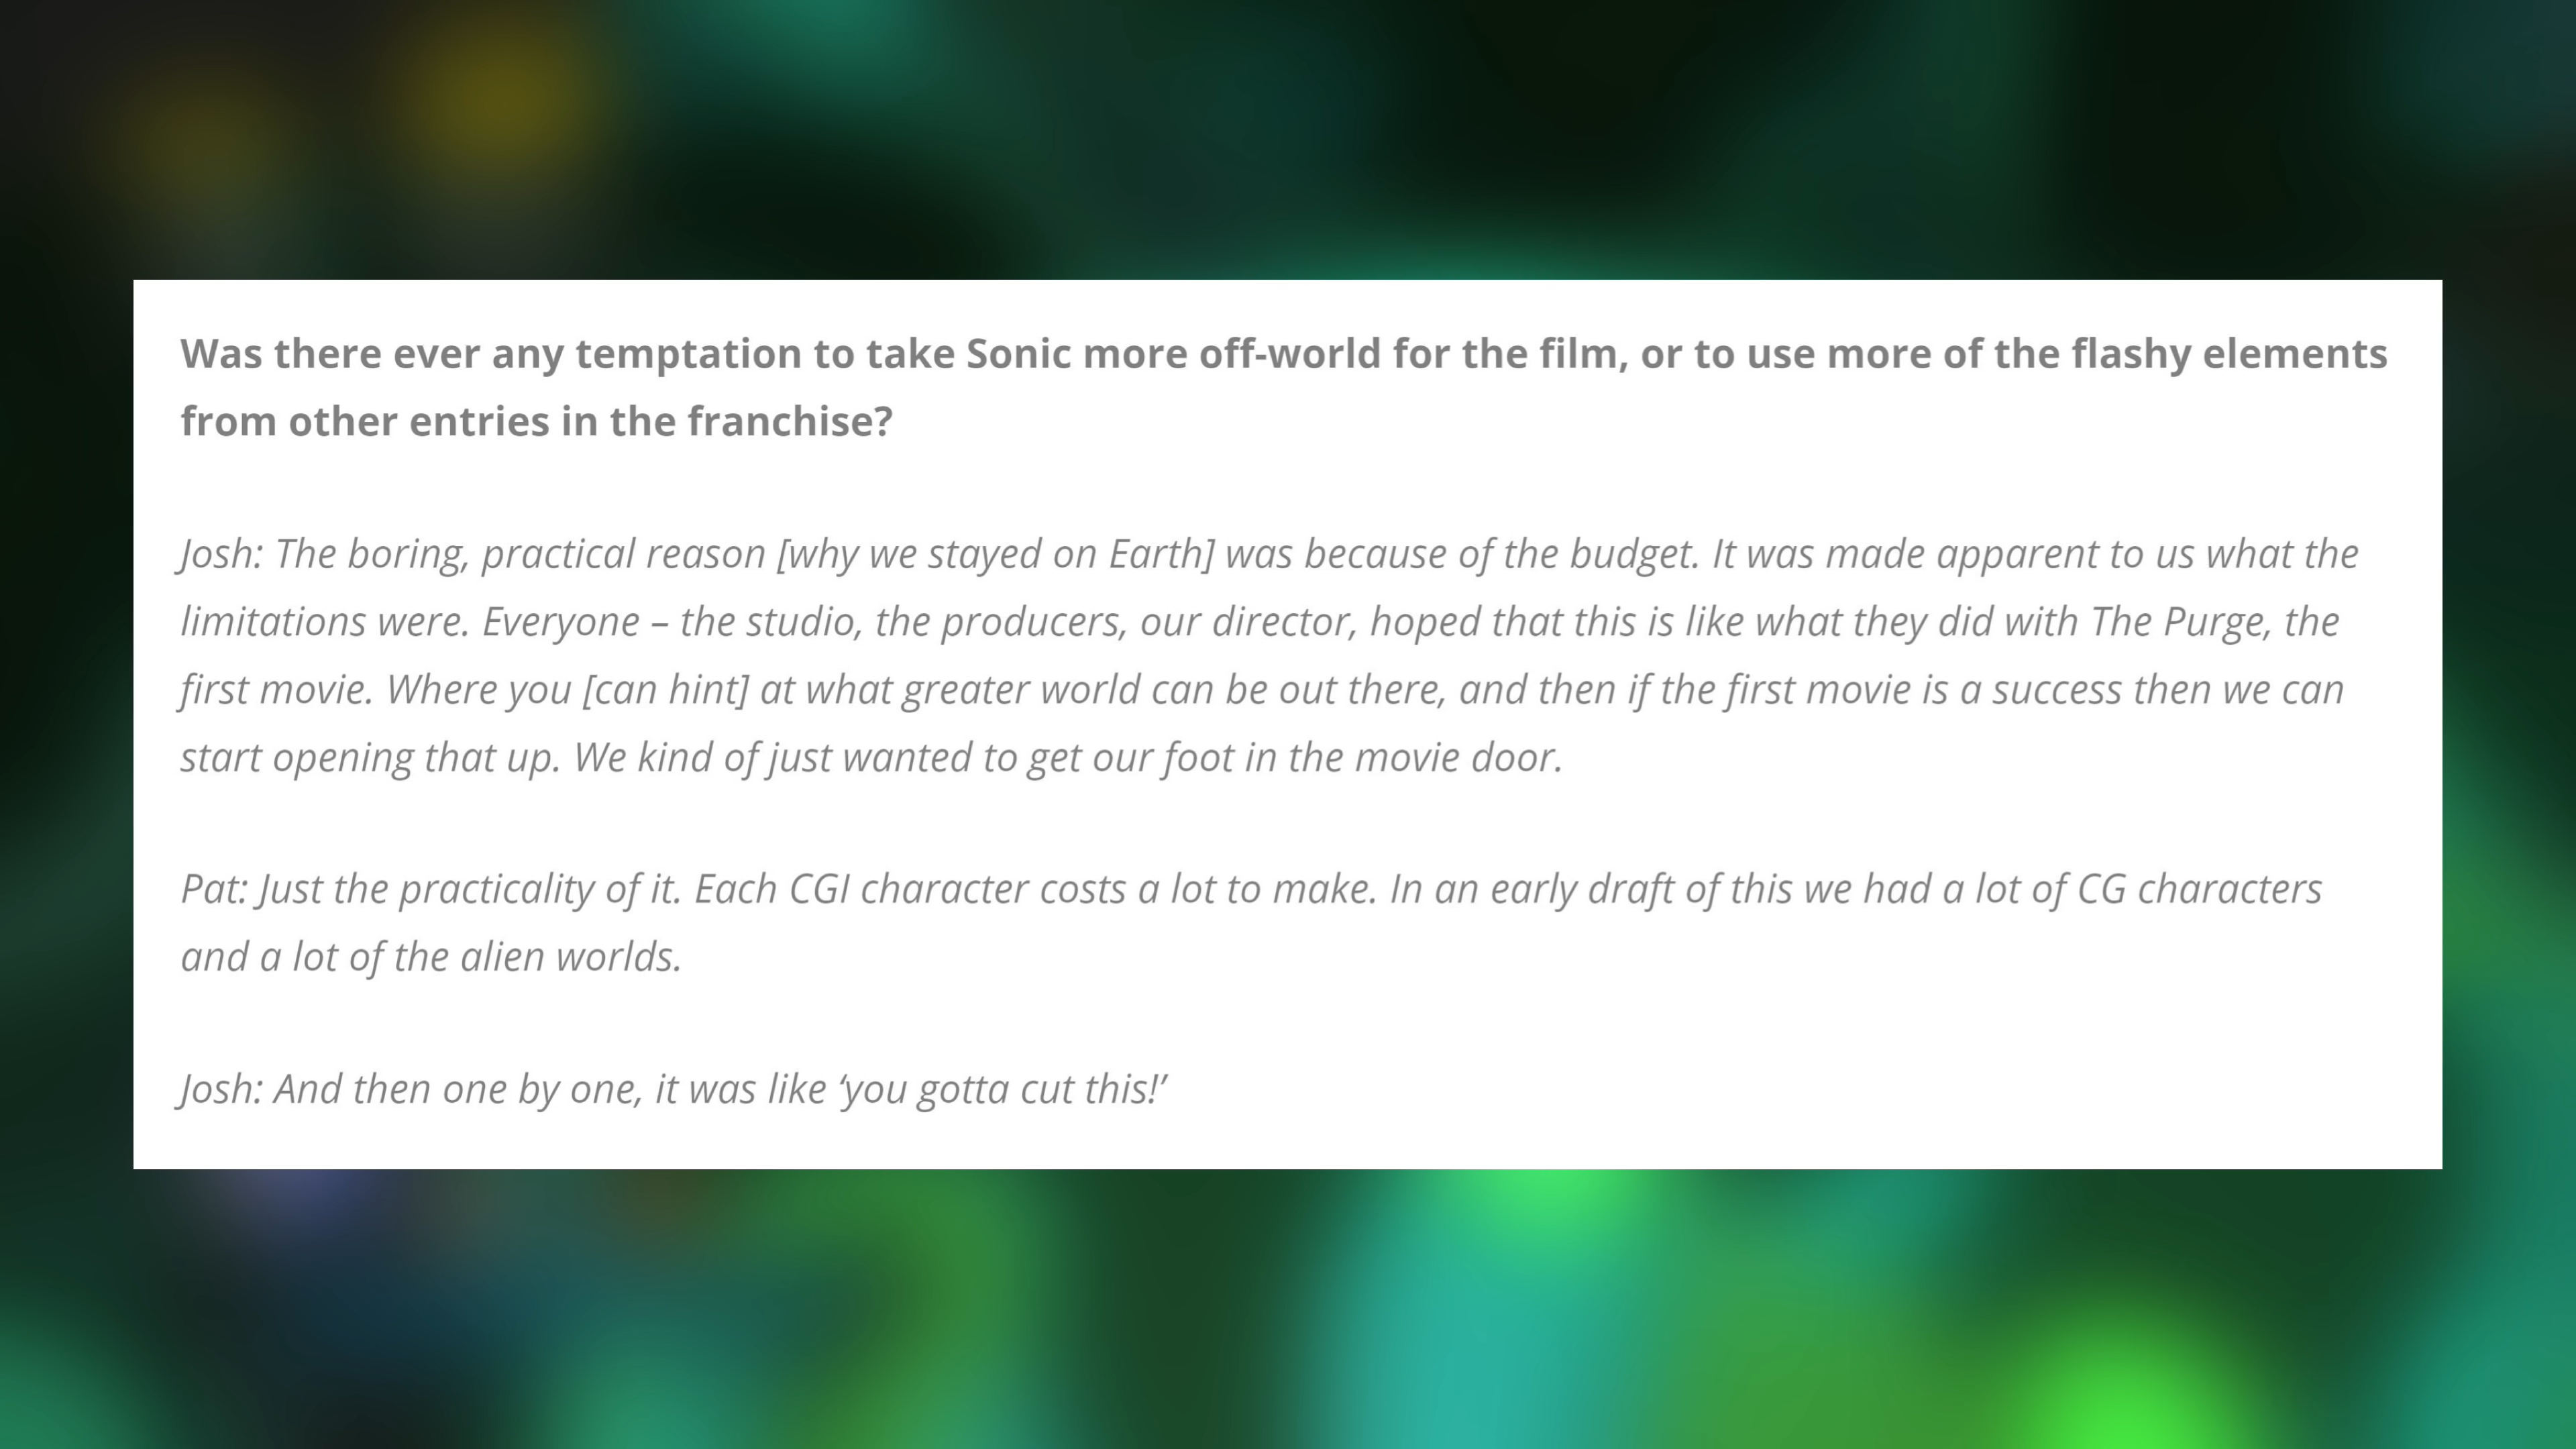 Was there ever any temptation to take Sonic more off-world for the film, or to use more of the flashy elements
from other entries in the franchise?
Josh: The boring, practical reason [why we stayed on Earth] was because of the budget. It was made apparent to us what the
limitations were. Everyone – the studio, the producers, our director, hoped that this is like what they did with The Purge, the
first movie. Where you [can hint] at what greater world can be out there, and then if the first movie is a success then we can
start opening that up. We kind of just wanted to get our foot in the movie door.
Pat: Just the practicality of it. Each CGI character costs a lot to make. In an early draft of this we had a lot of CG characters
and a lot of the alien worlds.
Josh: And then one by one, it was like ‘you gotta cut this!’